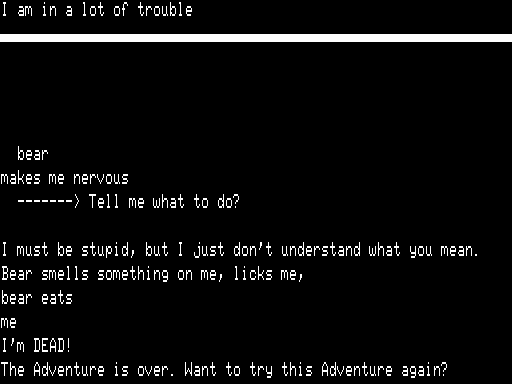 I am in a lot of trouble
bear
makes me nervous
-------> Tell me what to do?
I must be stupid, but I just don't understand what you mean.
Bear smells something on me, licks me,
bear eats
me
I'm DEAD!
The Adventure is over. Want to try this Adventure again?